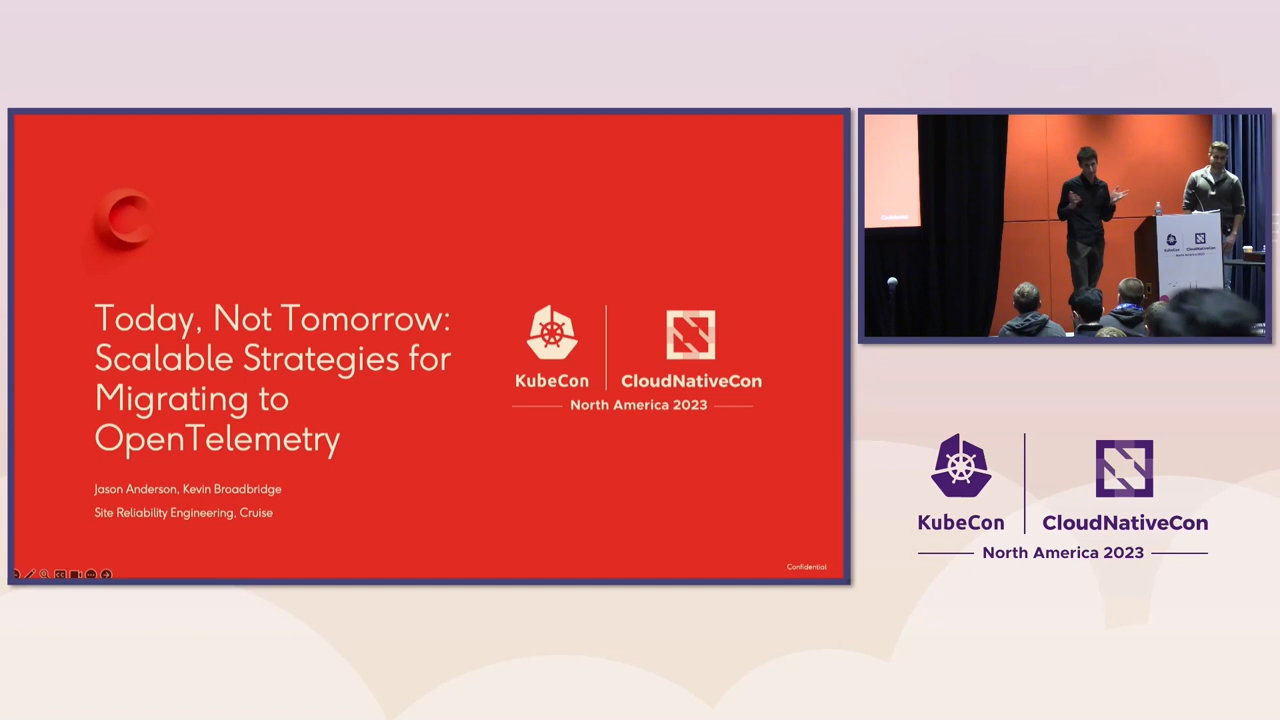 Today, Not Tomorrow:
Scalable Strategies for
Migrating to
OpenTelemetry
Jason Anderson, Kevin Broadbridge
Site Reliability Engineering, Cruise
KubeCon
CloudNativeCon
North America 2023
Confidential
KubeCon
CloudNativeCon
North America 2023